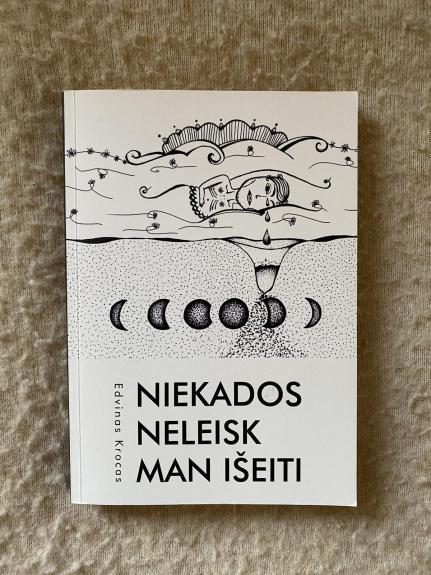 Edvinas Krocas
NIEKADOS
NELEISK
MAN IŠEITI